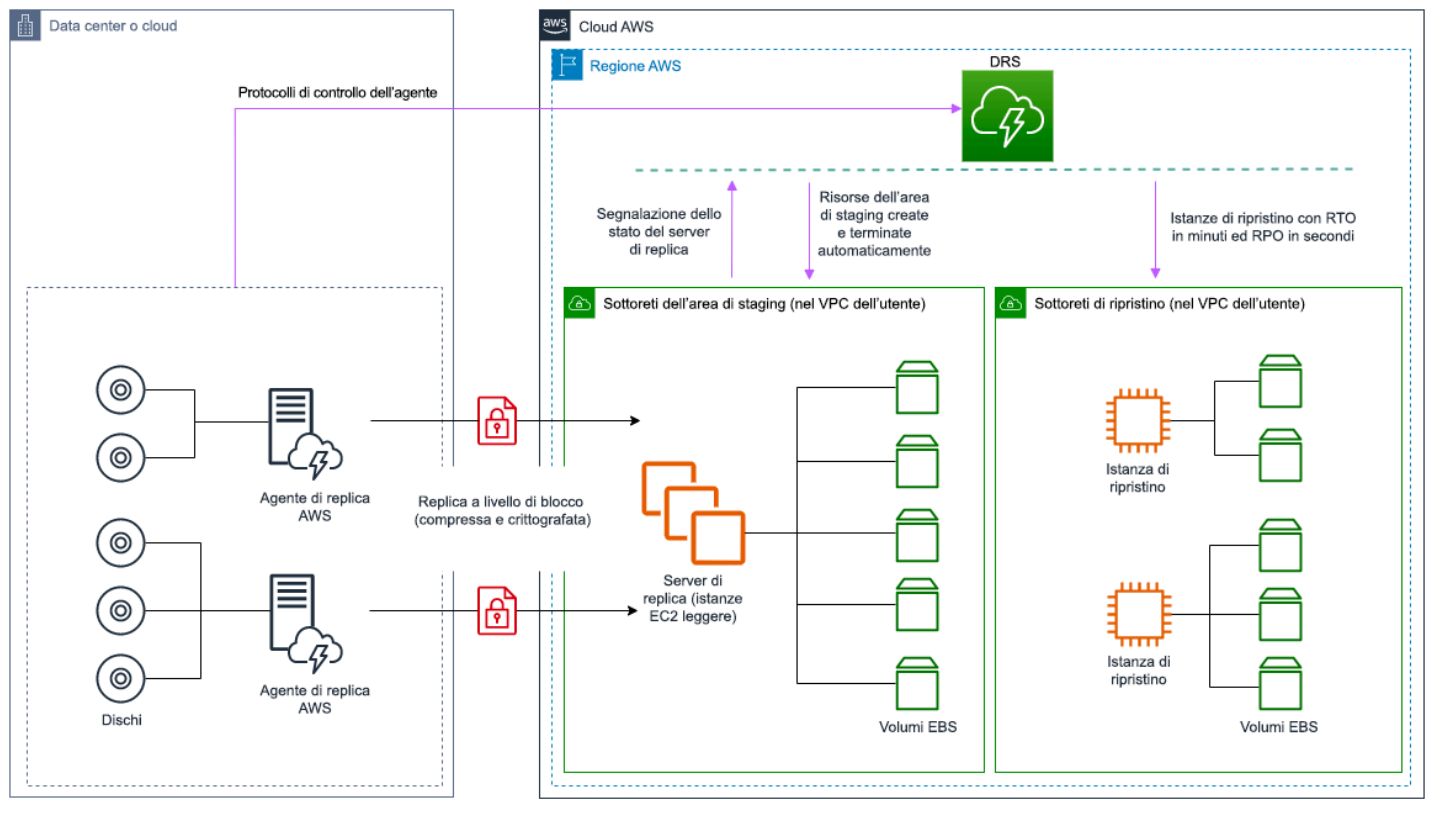 Data center o cloud
aws
Cloud AWS
Regione AWS
DRS
Protocolli di controllo dell'agente
Segnalazione dello
stato del server
di replica
Risorse dell'area
di staging create
e terminate
automaticamente
Istanze di ripristino con RTO
in minuti ed RPO in secondi
Sottoreti dell'area di staging (nel VPC dell'utente)
Sottoreti di ripristino (nel VPC dell'utente)
Agente di replica
AWS
Replica a livello di blocco
(compressa e crittografata)
Istanza di
ripristino
Server di
replica (istanze
EC2 leggere)
Agente di replica
AWS
Istanza di
ripristino
Dischi
Volumi EBS
Volumi EBS